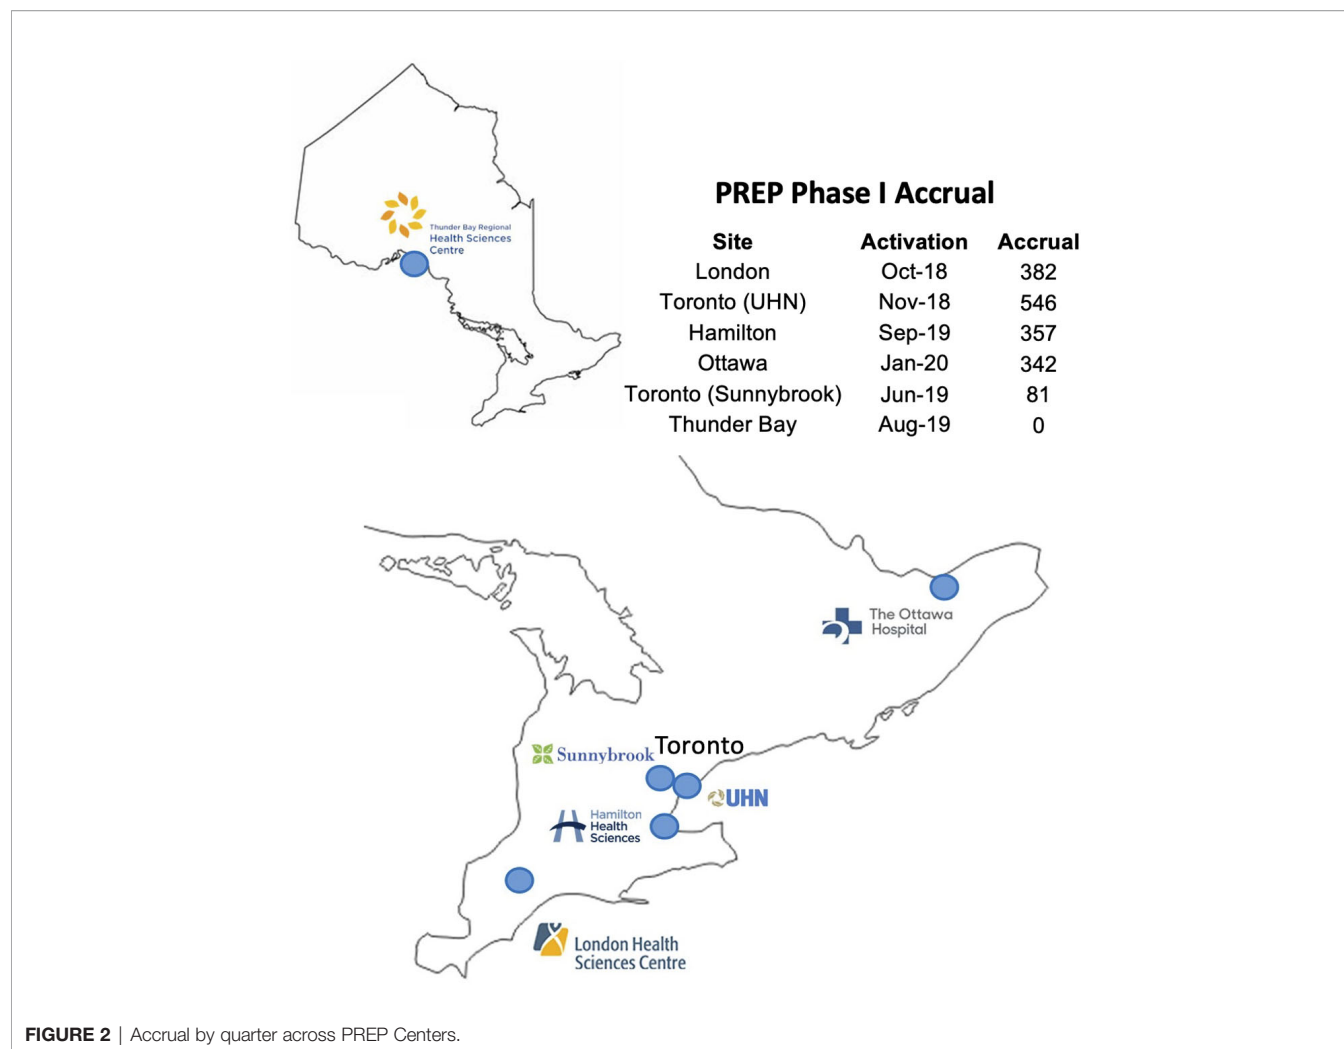 Thunder Bay Regional
Health Sciences
Centre
PREP Phase I Accrual
Site Activation Accrual
London Oct-18 382
Toronto (UHN) Nov-18 546
Hamilton Sep-19 357
Ottawa Jan-20 342
Toronto (Sunnybrook) Jun-19 81
Thunder Bay Aug-19 0
The Ottawa
Hospital
Toronto
Sunnybrook
UHN
Hamilton
Health
Sciences
London Health
Sciences Centre
FIGURE 2 | Accrual by quarter across PREP Centers.